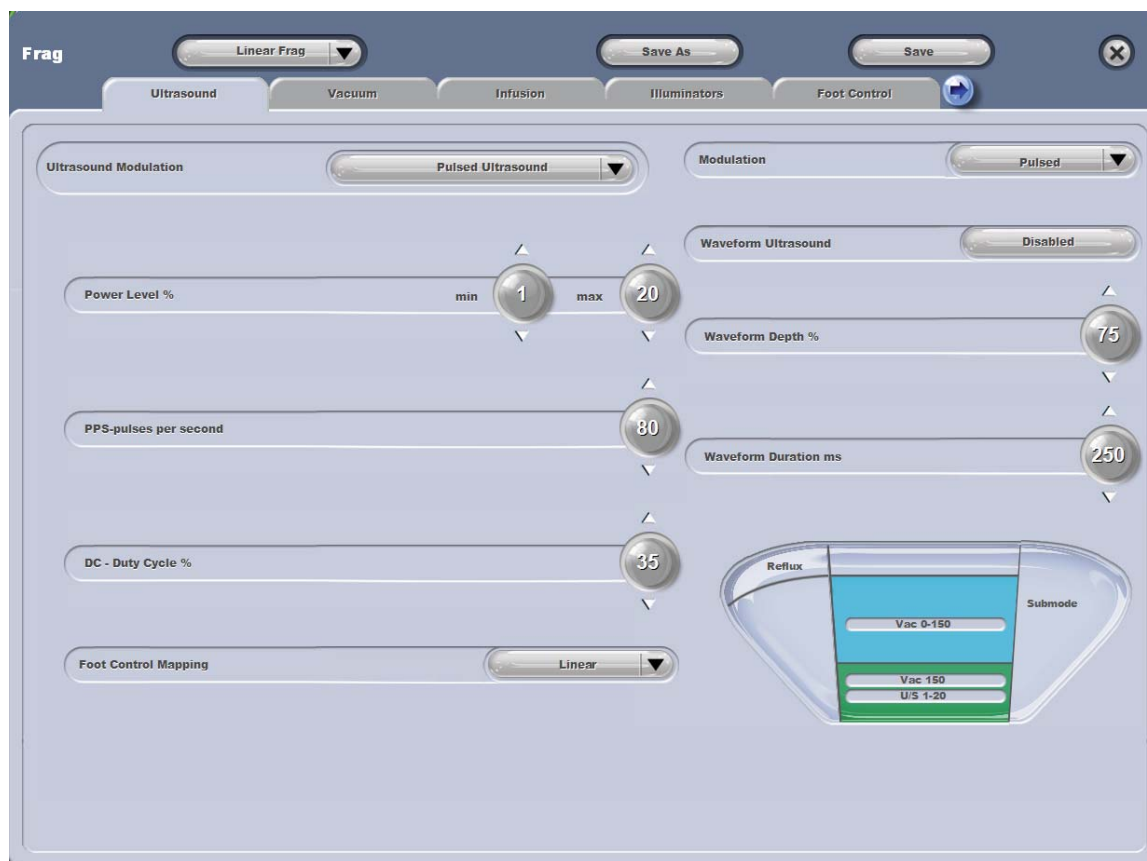 Frag
Linear Frag
Save As
Save
Ultrasound
Vacuum
Infusion
Illuminators
Foot Control
Ultrasound Modulation
Pulsed Ultrasound
Modulation
Pulsed
Power Level %
min
1
max
20
Waveform Ultrasound
Disabled
Waveform Depth %
75
PPS-pulses per second
80
Waveform Duration ms
250
DC - Duty Cycle %
35
Foot Control Mapping
Linear
Reflux
Submode
Vac 0-150
Vac 150
U/S 1-20